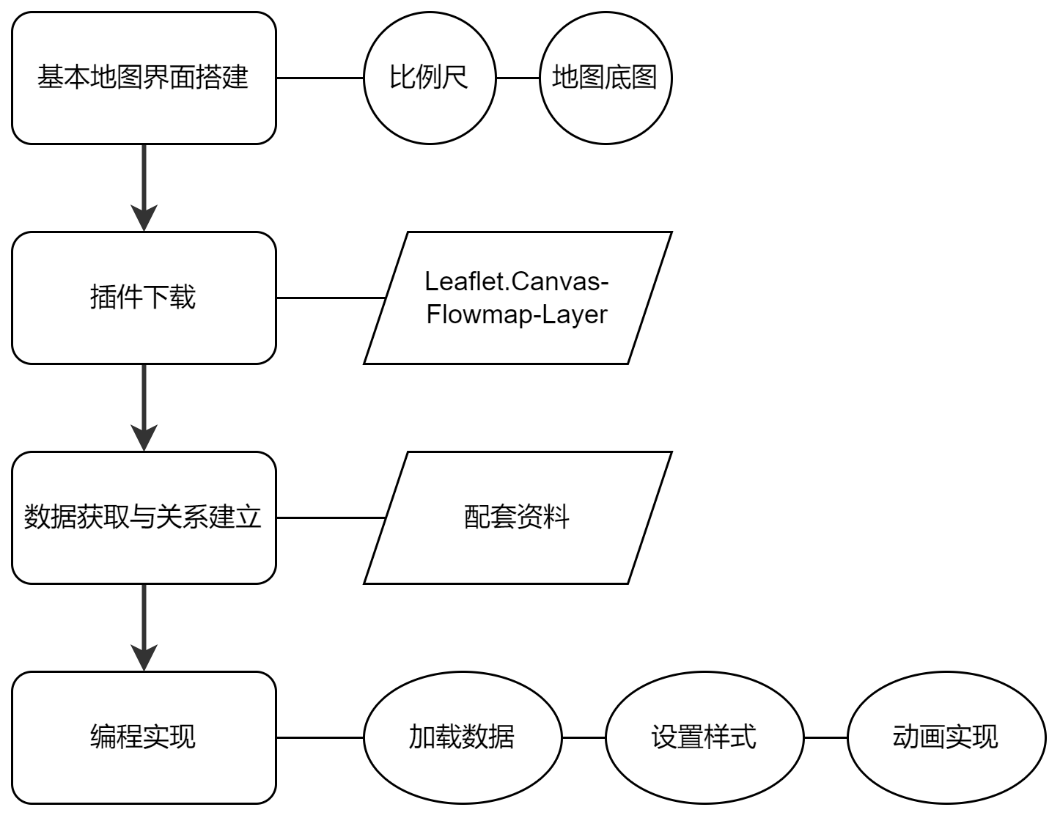 基本地图界面搭建
比例尺
地图底图
插件下载
Leaflet.Canvas-
Flowmap-Layer
数据获取与关系建立
配套资料
编程实现
加载数据
设置样式
动画实现